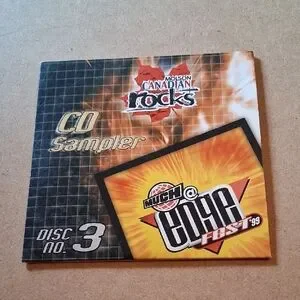 MOLSON
CANADIAN
rocks
CD
Sampler
MUCH
@
edge
FEST '99
DISC
NO. 3